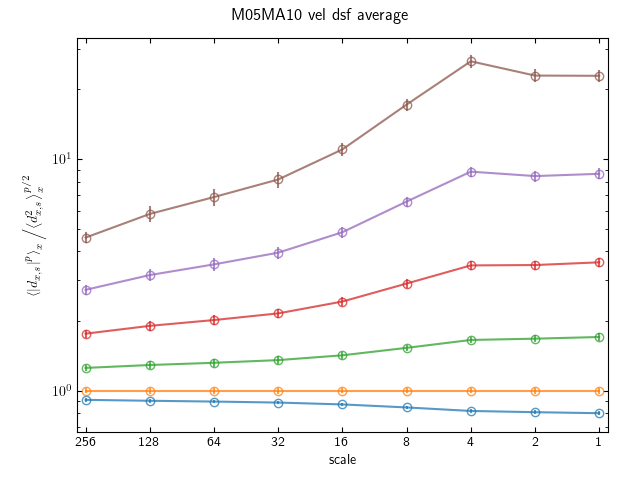 M05MA10 vel dsf average
⟨|d_{x,s}|^p⟩_x / ⟨d_{x,s}^2⟩_x^{p/2}
10^1
10^0
256 128 64 32 16 8 4 2 1
scale